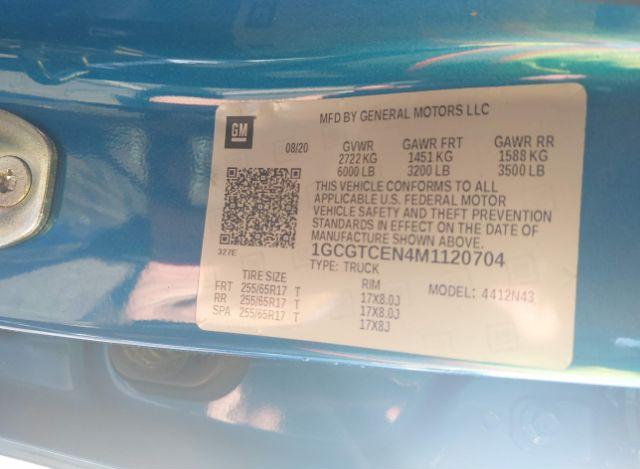 GM
MFD BY GENERAL MOTORS LLC
08/20 GVWR GAWR FRT GAWR RR
2722 KG 1451 KG 1588 KG
6000 LB 3200 LB 3500 LB
THIS VEHICLE CONFORMS TO ALL
APPLICABLE U.S. FEDERAL MOTOR
VEHICLE SAFETY AND THEFT PREVENTION
STANDARDS IN EFFECT ON THE DATE OF
MANUFACTURE SHOWN ABOVE.
327E
1GCGTCEN4M1120704
TYPE: TRUCK
TIRE SIZE RIM MODEL: 4412N43
FRT 255/65R17 T 17X8.0J
RR 255/65R17 T 17X8.0J
SPA 255/65R17 T 17X8J